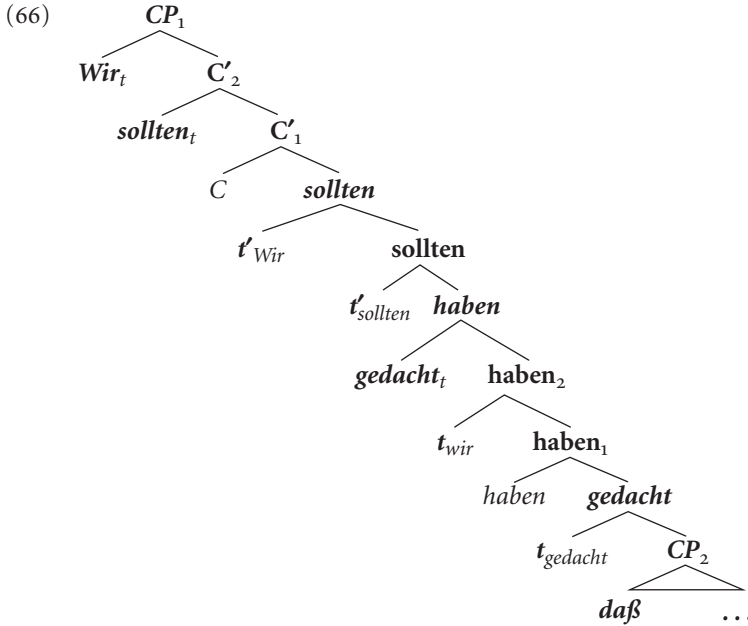 (66) CP₁
Wirₜ C′₂
solltenₜ C′₁
C sollten
t′Wir sollten
t′sollten haben
gedachtₜ haben₂
twir haben₁
haben gedacht
tgedacht CP₂
daß ...